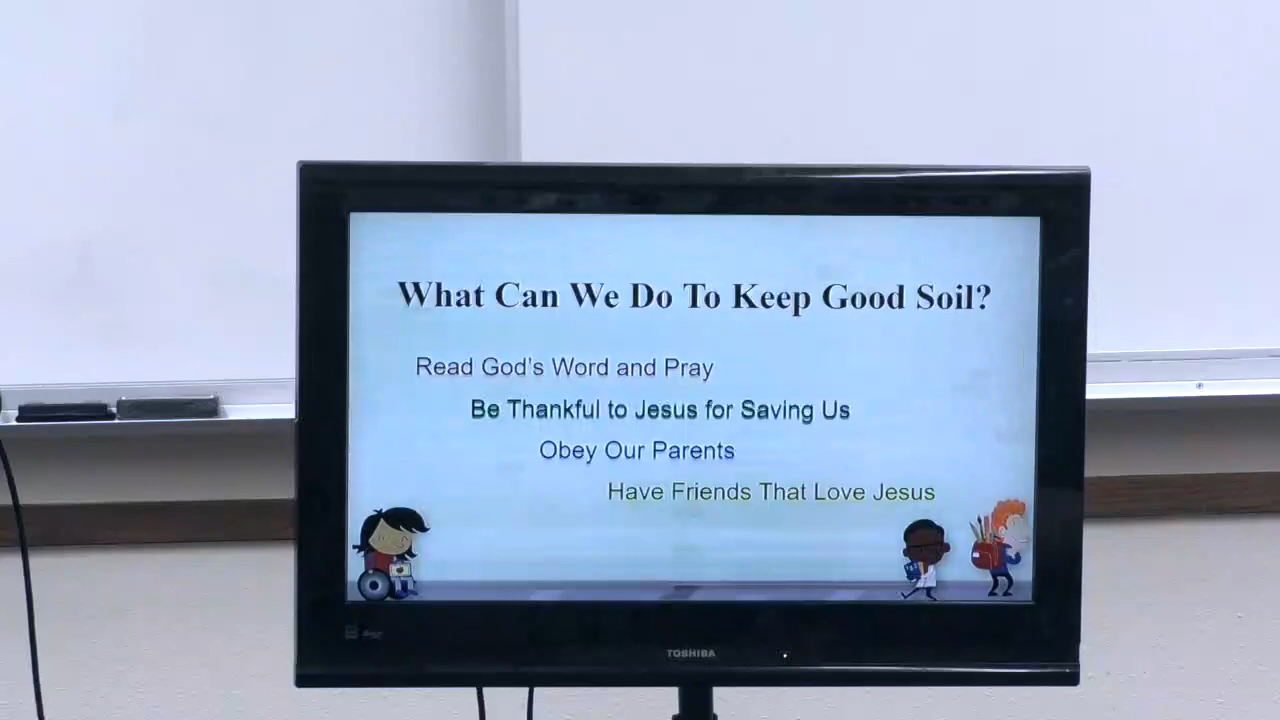 What Can We Do To Keep Good Soil?
Read God's Word and Pray
Be Thankful to Jesus for Saving Us
Obey Our Parents
Have Friends That Love Jesus
TOSHIBA